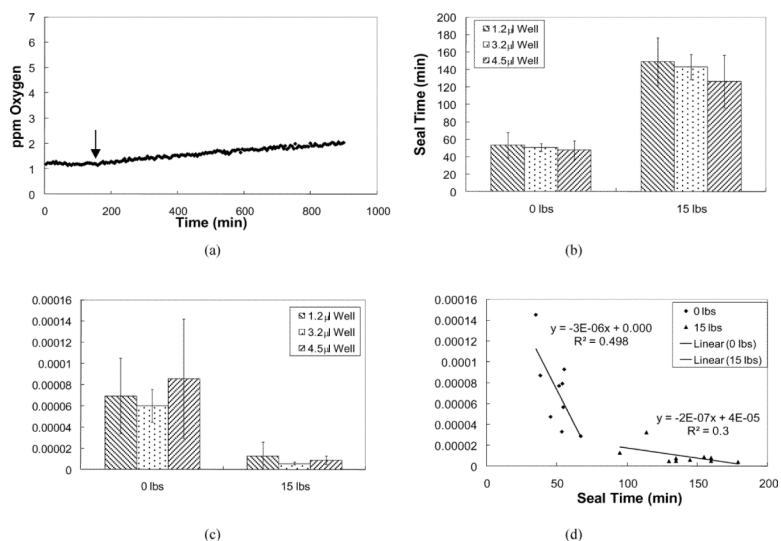 7
6
5
4
3
2
1
0
ppm Oxygen
0 200 400 600 800 1000
Time (min)
(a)
200
180
160
140
120
100
80
60
40
20
0
Seal Time (min)
1.2µl Well
3.2µl Well
4.5µl Well
0 lbs 15 lbs
(b)
0.00016
0.00014
0.00012
0.0001
0.00008
0.00006
0.00004
0.00002
0
1.2µl Well
3.2µl Well
4.5µl Well
0 lbs 15 lbs
(c)
0.00016
0.00014
0.00012
0.0001
0.00008
0.00006
0.00004
0.00002
0
y = -3E-06x + 0.000
R² = 0.498
0 lbs
15 lbs
Linear (0 lbs)
Linear (15 lbs)
y = -2E-07x + 4E-05
R² = 0.3
0 50 100 150 200
Seal Time (min)
(d)